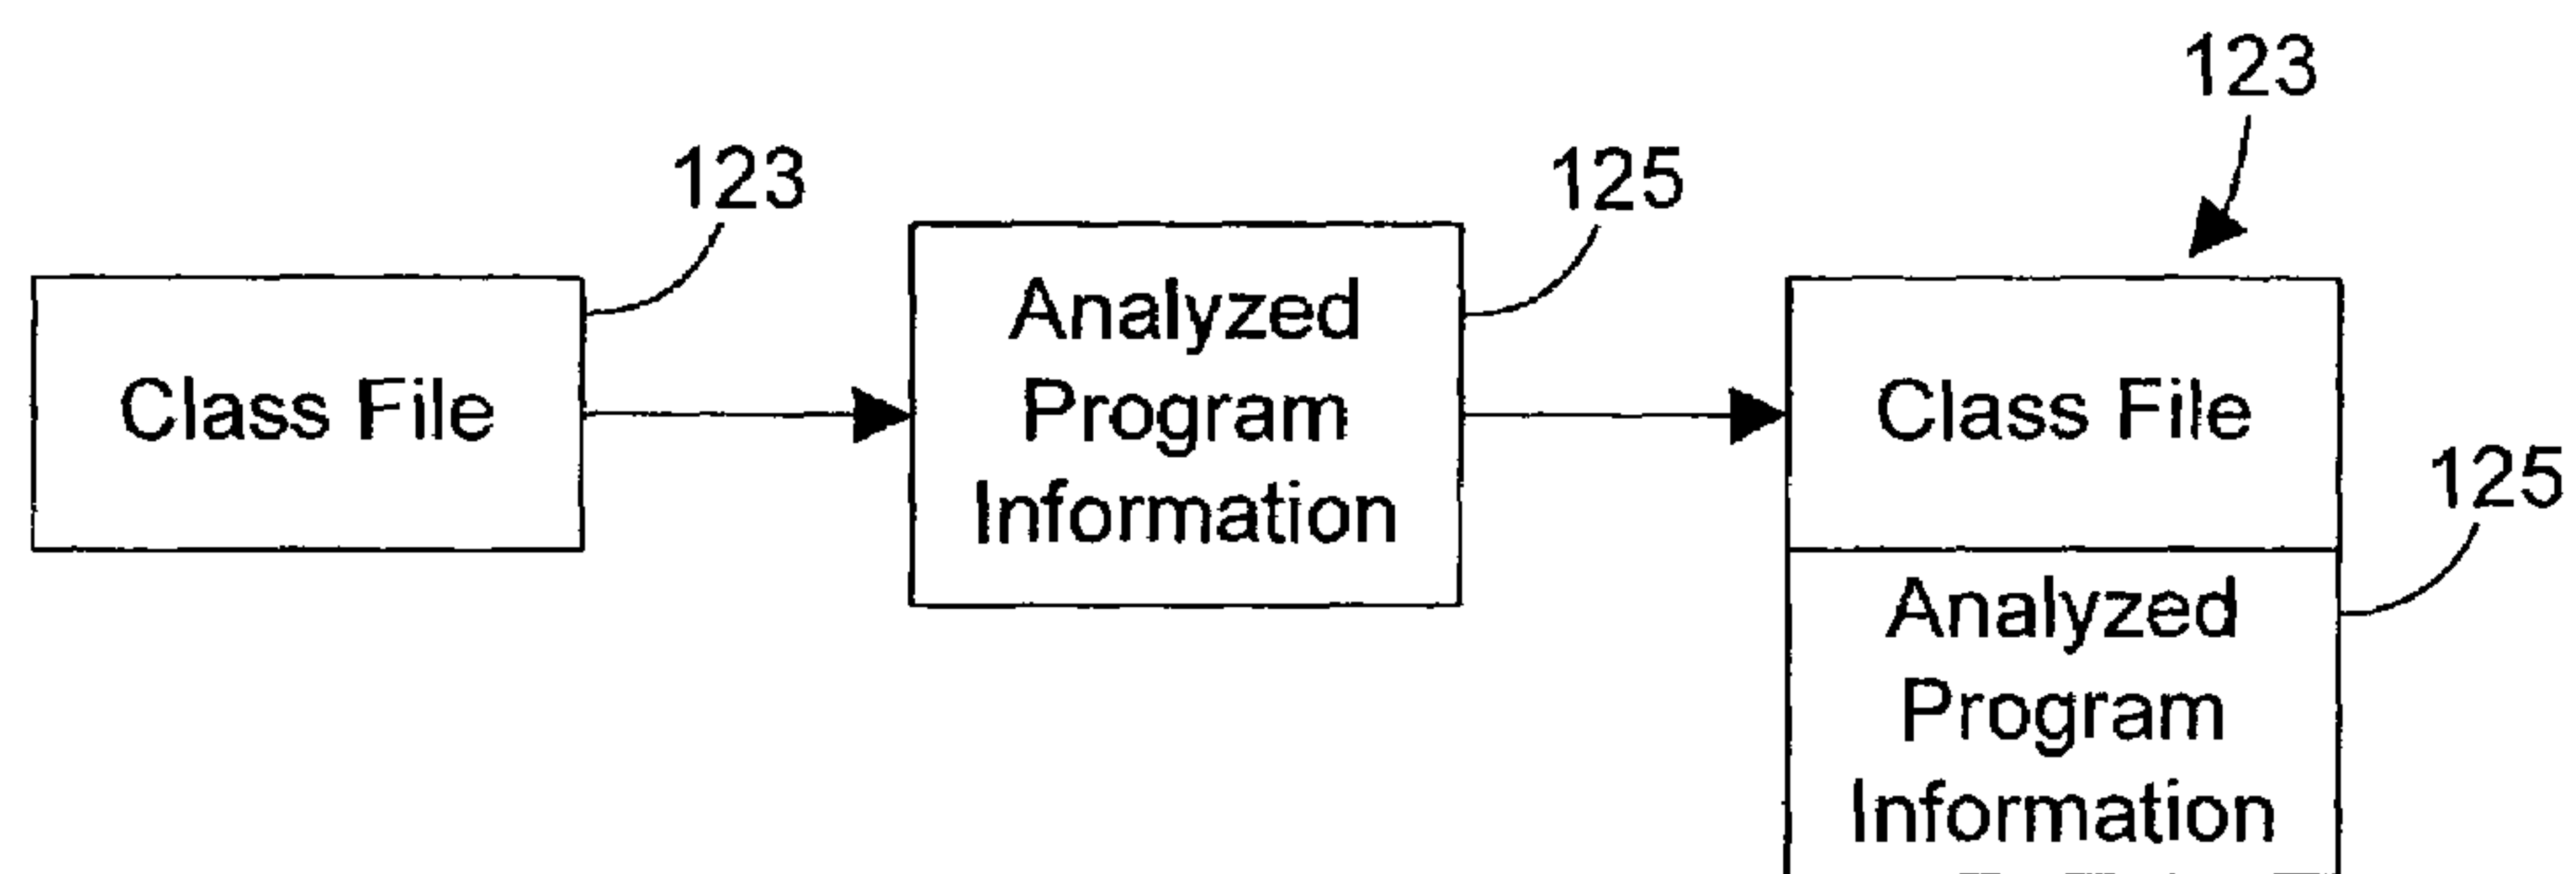 123
123
125
Class File
Analyzed
Program
Information
Class File
125
Analyzed
Program
Information